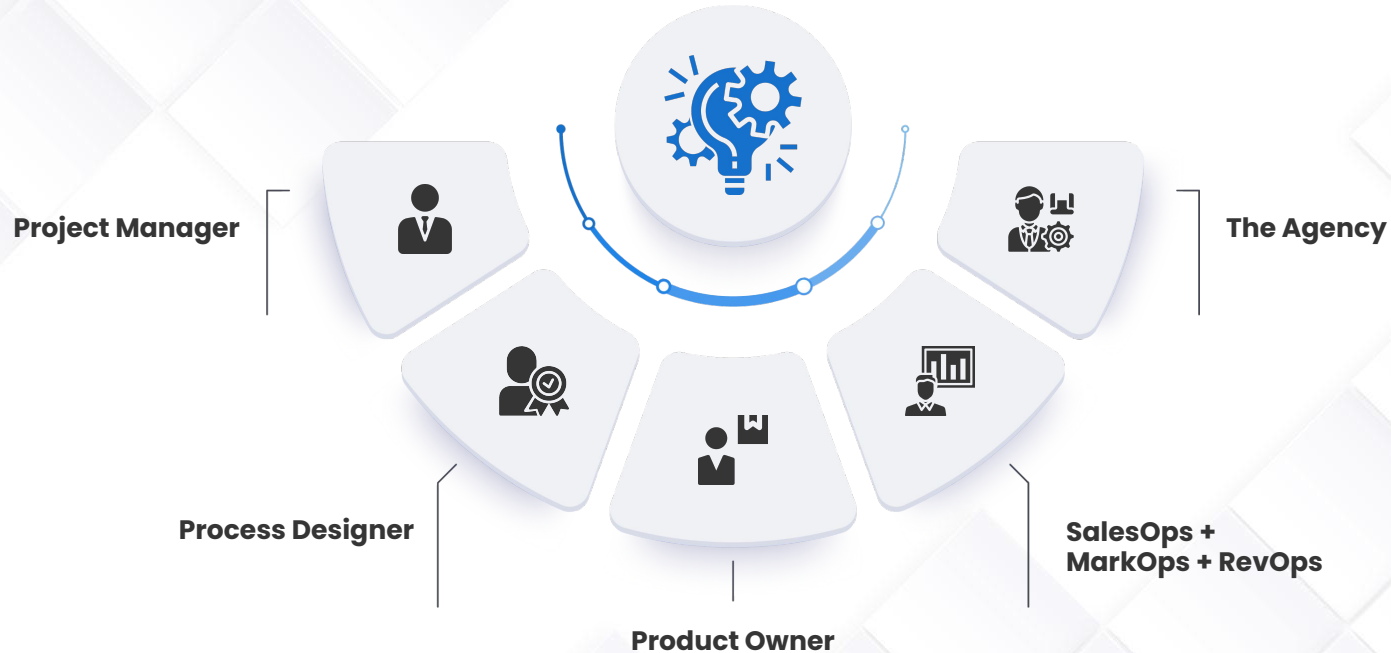 Project Manager
The Agency
Process Designer
SalesOps +
MarkOps + RevOps
Product Owner